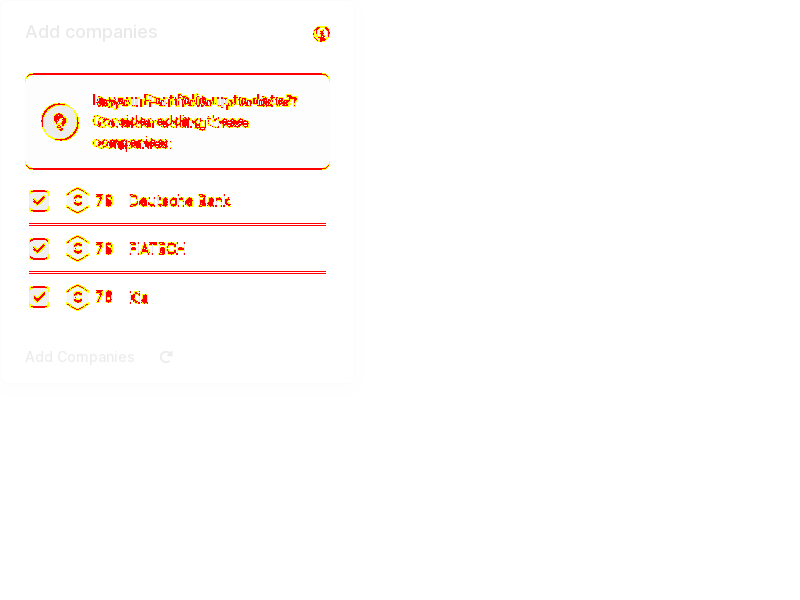 Add companies
Is your Portfolio up to date?
Consider adding these
companies:
C 78 Deutsche Bank
C 78 FIATECH
C 78 Kia
Add Companies